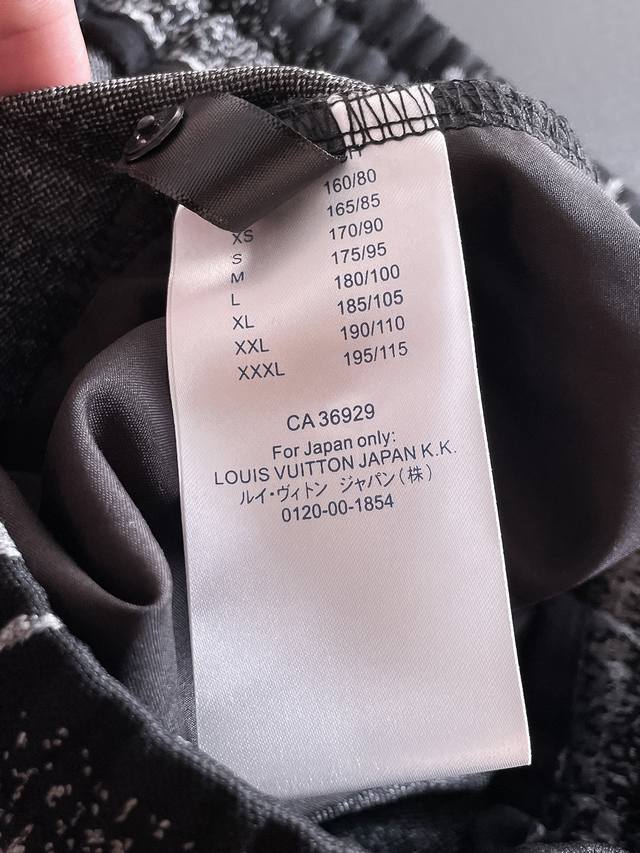 160/80
165/85
XS 170/90
S 175/95
M 180/100
L 185/105
XL 190/110
XXL 195/115
XXXL
CA 36929
For Japan only:
LOUIS VUITTON JAPAN K.K.
ルイ・ヴィトン ジャパン(株)
0120-00-1854